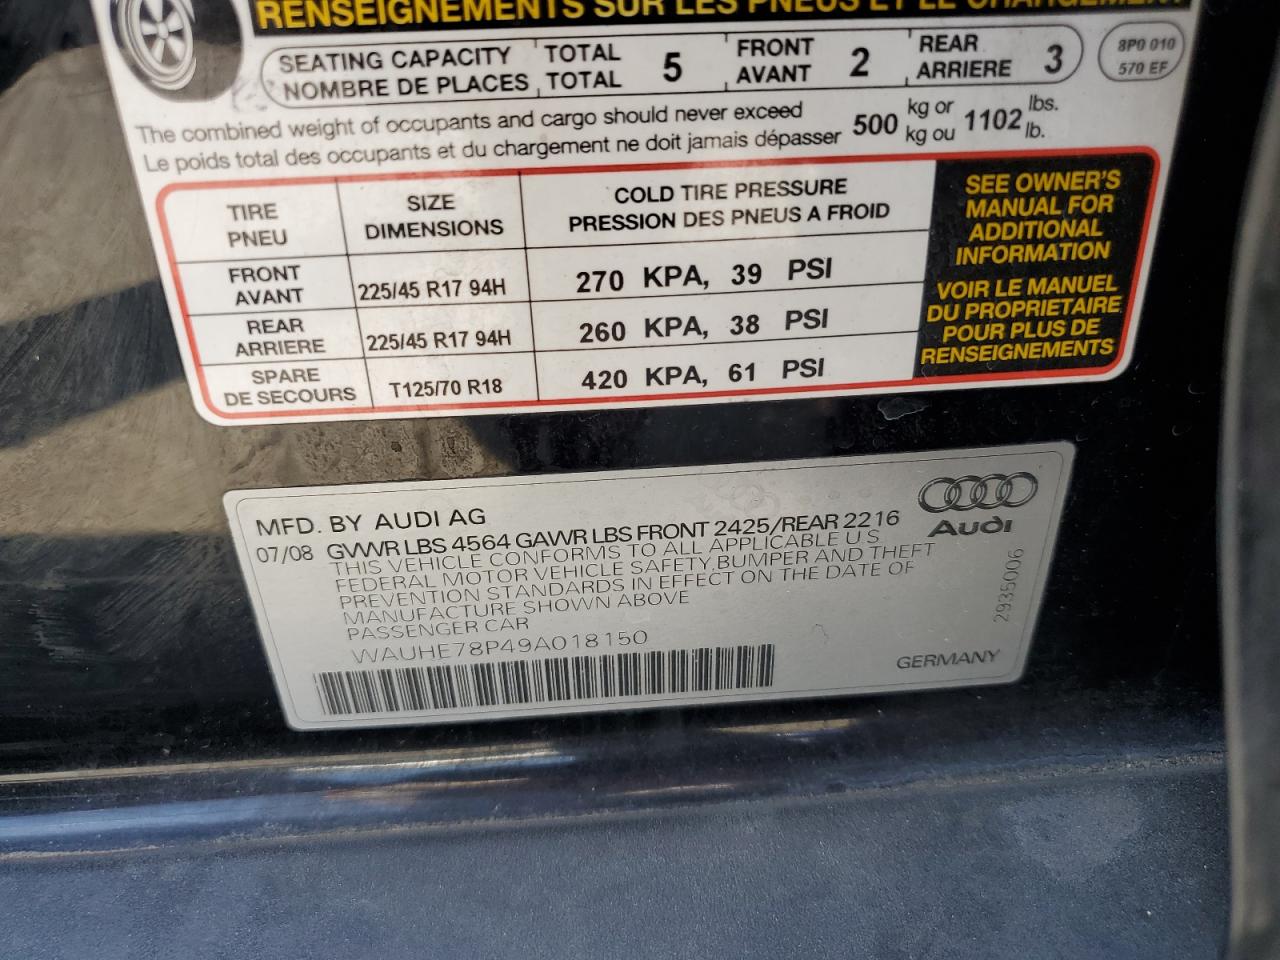 RENSEIGNEMENTS SUR LES PNEUS ET LE CHARGEMENT
SEATING CAPACITY TOTAL 5 FRONT 2 REAR 3
NOMBRE DE PLACES TOTAL AVANT ARRIERE
8P0 010
570 EF
The combined weight of occupants and cargo should never exceed 500 kg or 1102 lbs.
Le poids total des occupants et du chargement ne doit jamais dépasser kg ou lb.
TIRE SIZE COLD TIRE PRESSURE
PNEU DIMENSIONS PRESSION DES PNEUS A FROID
FRONT
AVANT 225/45 R17 94H 270 KPA, 39 PSI
REAR
ARRIERE 225/45 R17 94H 260 KPA, 38 PSI
SPARE
DE SECOURS T125/70 R18 420 KPA, 61 PSI
SEE OWNER'S
MANUAL FOR
ADDITIONAL
INFORMATION
VOIR LE MANUEL
DU PROPRIETAIRE
POUR PLUS DE
RENSEIGNEMENTS
MFD. BY AUDI AG
07/08 GVWR LBS 4564 GAWR LBS FRONT 2425/REAR 2216
THIS VEHICLE CONFORMS TO ALL APPLICABLE U S
FEDERAL MOTOR VEHICLE SAFETY,BUMPER AND THEFT
PREVENTION STANDARDS IN EFFECT ON THE DATE OF
MANUFACTURE SHOWN ABOVE
PASSENGER CAR
WAUHE78P49A018150
Audi
2935006
GERMANY